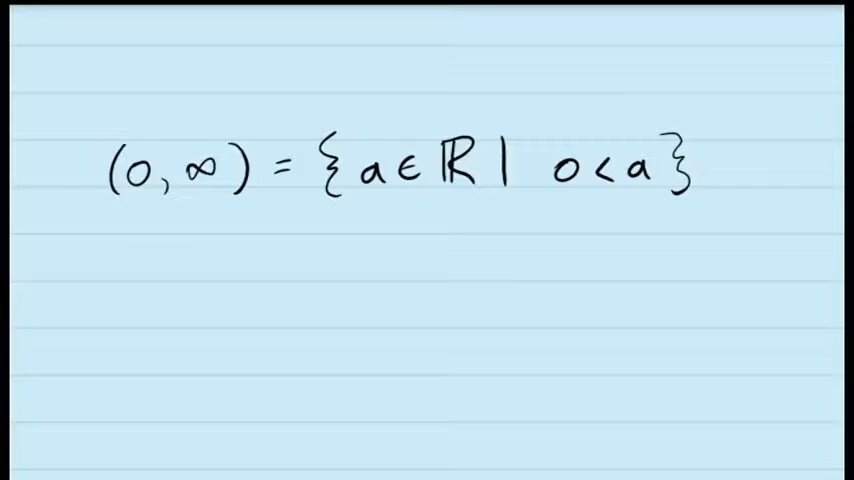 (0, ∞) = { a ∈ ℝ | 0 < a }